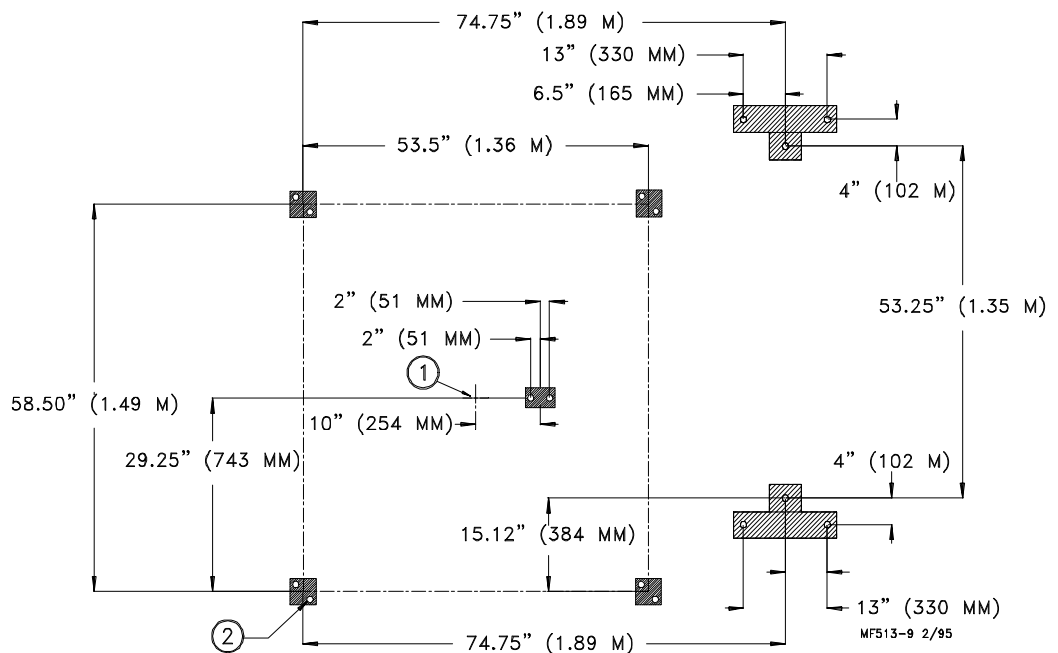 74.75” (1.89 M)
13” (330 MM)
6.5” (165 MM)
53.5” (1.36 M)
4” (102 M)
2” (51 MM)
53.25” (1.35 M)
2” (51 MM)
1
58.50” (1.49 M)
10” (254 MM)
29.25” (743 MM)
4” (102 M)
15.12” (384 MM)
13” (330 MM)
MF513-9 2/95
2
74.75” (1.89 M)